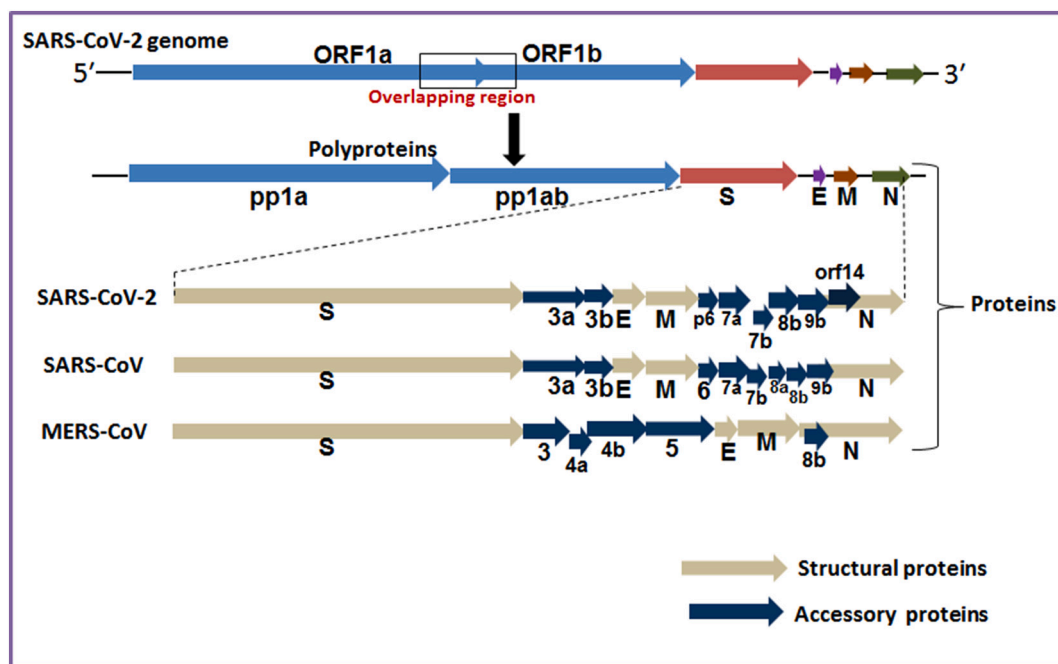 SARS-CoV-2 genome
ORF1a ORF1b
5′ 3′
Overlapping region
Polyproteins
pp1a pp1ab S E M N
orf14
SARS-CoV-2
S 3a 3b E M p6 7a 7b 8b 9b N
Proteins
SARS-CoV
S 3a 3b E M 6 7a 7b 8a 8b 9b N
MERS-CoV
S 3 4a 4b 5 E M 8b N
Structural proteins
Accessory proteins